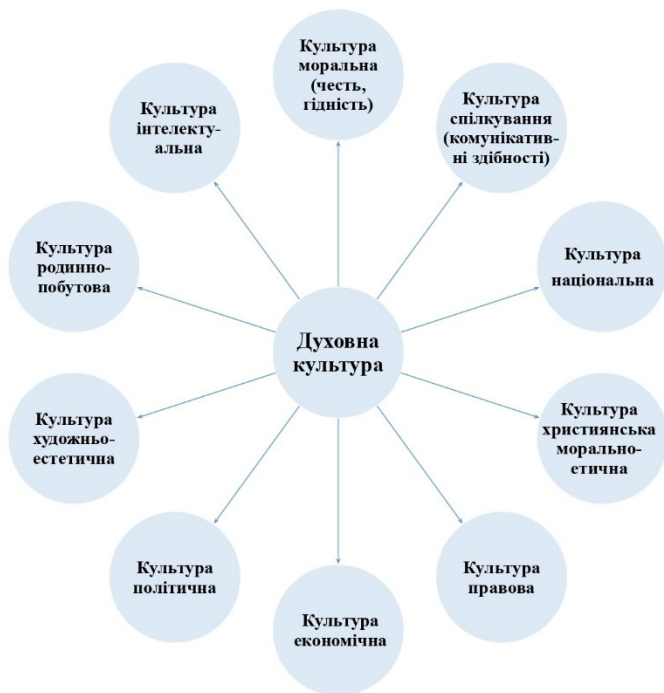 Культура
моральна
(честь,
гідність)
Культура
спілкування
(комунікатив-
ні здібності)
Культура
національна
Культура
християнська
морально-
етична
Культура
правова
Культура
економічна
Культура
політична
Культура
художньо-
естетична
Культура
родинно-
побутова
Культура
інтелекту-
альна
Духовна
культура